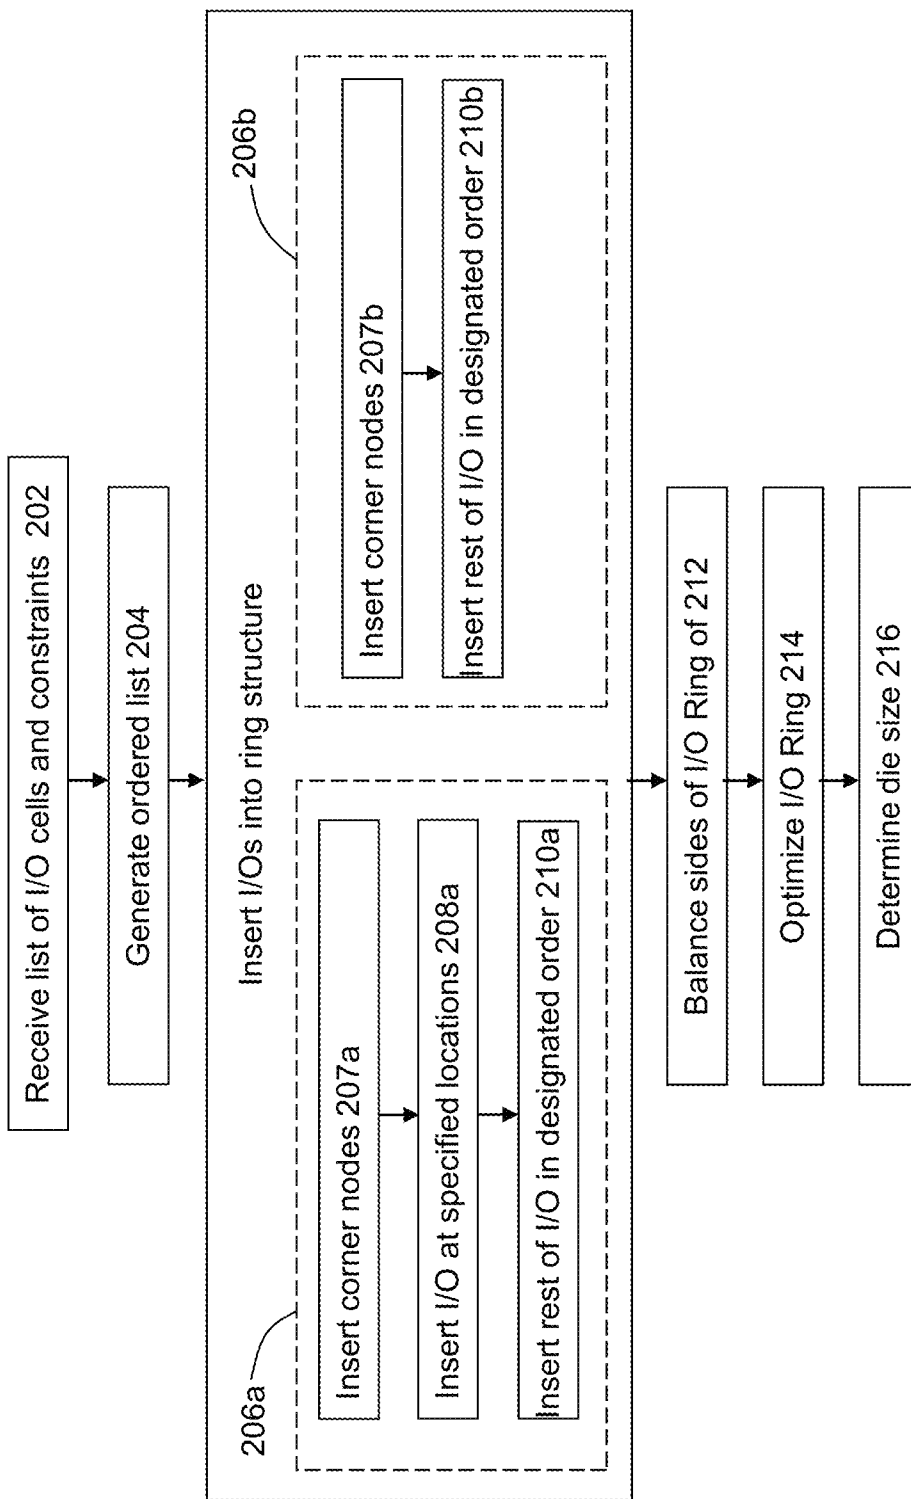 Receive list of I/O cells and constraints 202
Generate ordered list 204
Insert I/Os into ring structure
206a
Insert corner nodes 207a
Insert I/O at specified locations 208a
Insert rest of I/O in designated order 210a
206b
Insert corner nodes 207b
Insert rest of I/O in designated order 210b
Balance sides of I/O Ring of 212
Optimize I/O Ring 214
Determine die size 216